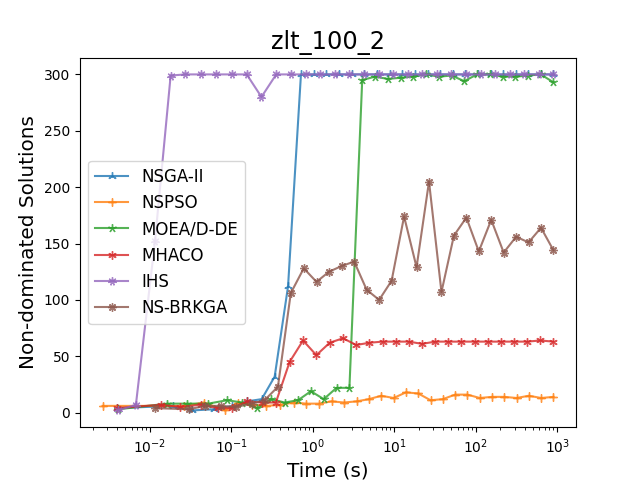 zlt_100_2
Non-dominated Solutions
300
250
200
150
100
50
0
NSGA-II
NSPSO
MOEA/D-DE
MHACO
IHS
NS-BRKGA
10⁻² 10⁻¹ 10⁰ 10¹ 10² 10³
Time (s)